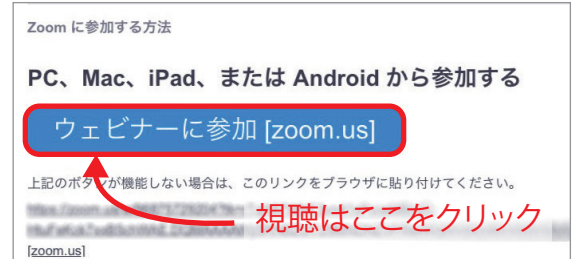 Zoom に参加する方法
PC、Mac、iPad、または Android から参加する
ウェビナーに参加 [zoom.us]
上記のボタンが機能しない場合は、このリンクをブラウザに貼り付けてください。
視聴はここをクリック
[zoom.us]